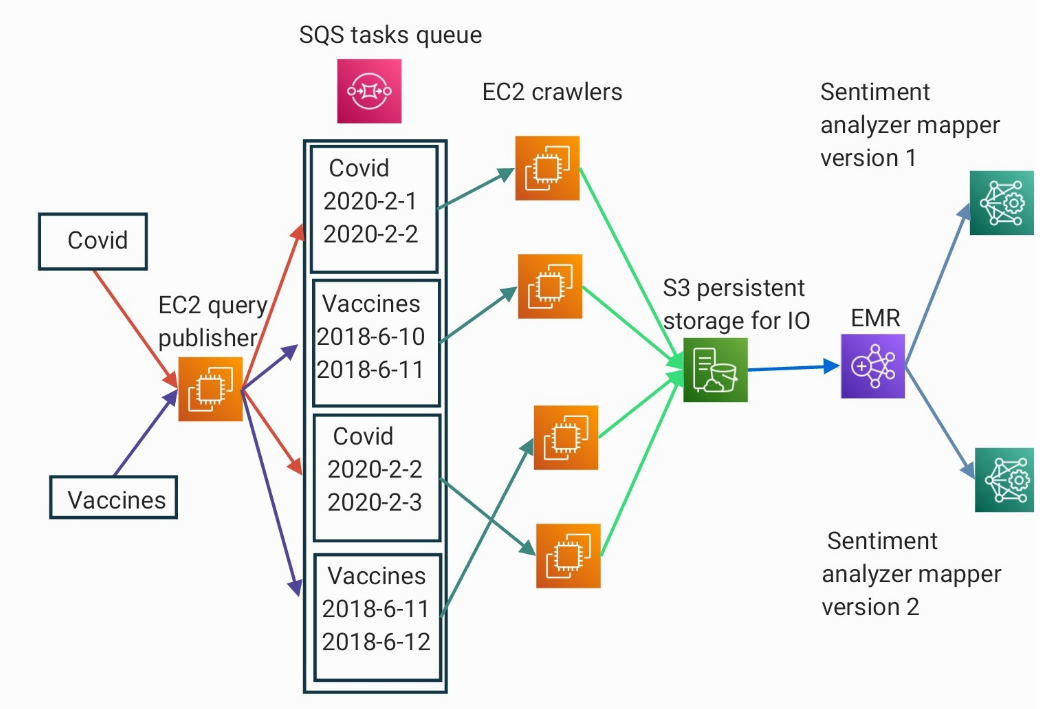 SQS tasks queue
EC2 crawlers
Sentiment
analyzer mapper
version 1
Covid
2020-2-1
2020-2-2
Covid
EC2 query
publisher
Vaccines
2018-6-10
2018-6-11
S3 persistent
storage for IO
EMR
Covid
2020-2-2
2020-2-3
Vaccines
Vaccines
2018-6-11
2018-6-12
Sentiment
analyzer mapper
version 2